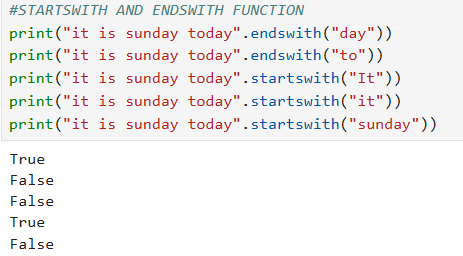 #STARTSWITH AND ENDSWITH FUNCTION
print("it is sunday today".endswith("day"))
print("it is sunday today".endswith("to"))
print("it is sunday today".startswith("It"))
print("it is sunday today".startswith("it"))
print("it is sunday today".startswith("sunday"))
True
False
False
True
False